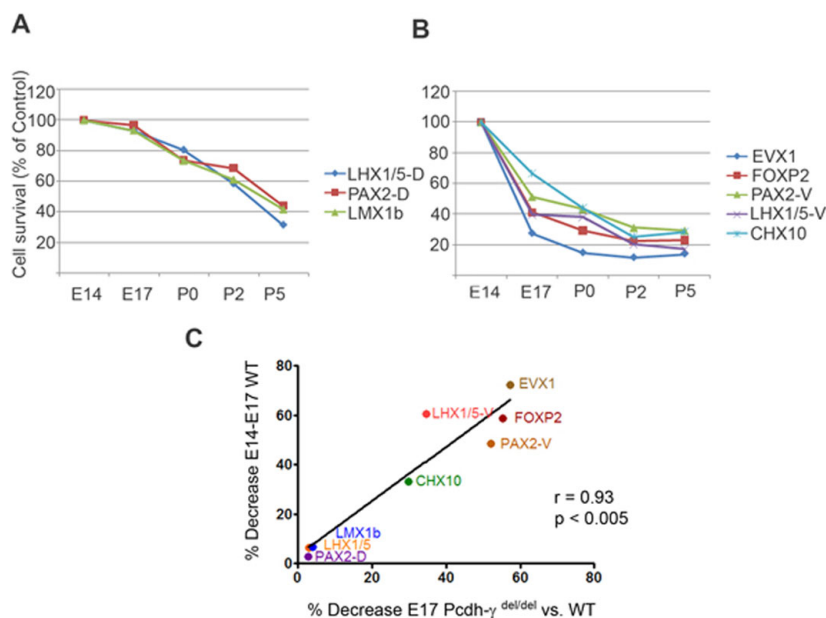 A
B
Cell survival (% of Control)
120
100
80
60
40
20
E14 E17 P0 P2 P5
LHX1/5-D
PAX2-D
LMX1b
120
100
80
60
40
20
E14 E17 P0 P2 P5
EVX1
FOXP2
PAX2-V
LHX1/5-V
CHX10
C
% Decrease E14-E17 WT
80
60
40
20
0
EVX1
LHX1/5-V
FOXP2
PAX2-V
CHX10
LMX1b
LHX1/5
PAX2-D
r = 0.93
p < 0.005
0 20 40 60 80
% Decrease E17 Pcdh-γ del/del vs. WT